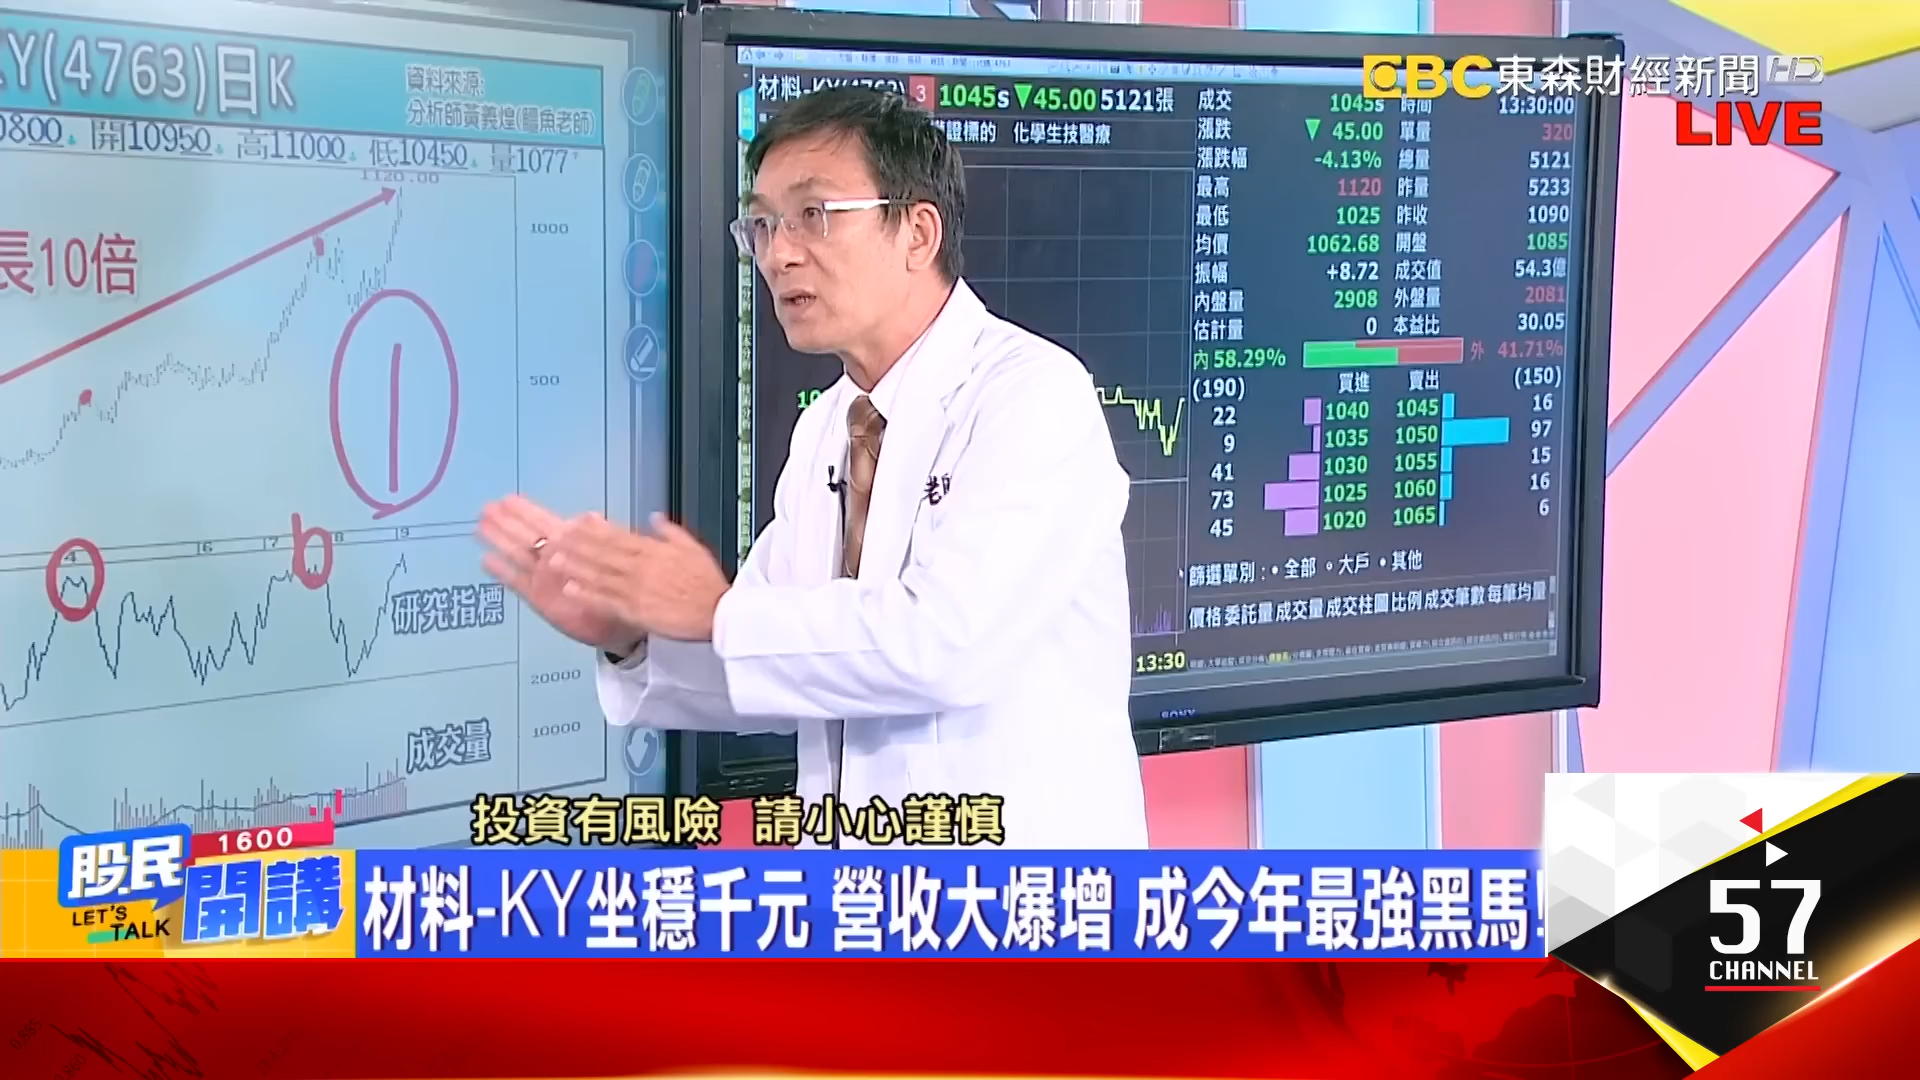 KY(4763)日K
資料來源:
分析師黃義煌(鱷魚老師)
0800 開10950 高11000 低10450 量1077
1120.00
1000
長10倍
500
4 6 7 8 9
b
研究指標
20000
成交量
10000
材料-KY(4763) 3 1045s ▼45.00 5121張
權證標的 化學生技醫療
成交 1045s 時間 13:30:00
漲跌 ▼ 45.00 單量 320
漲跌幅 -4.13% 總量 5121
最高 1120 昨量 5233
最低 1025 昨收 1090
均價 1062.68 開盤 1085
振幅 +8.72 成交值 54.3億
內盤量 2908 外盤量 2081
估計量 0 本益比 30.05
內 58.29% 外 41.71%
(190) 買進 賣出 (150)
22 1040 1045 16
9 1035 1050 97
41 1030 1055 15
73 1025 1060 16
45 1020 1065 6
篩選單別:•全部 ◦大戶 •其他
價格 委託量 成交量 成交柱圖 比例 成交筆數 每筆均量
13:30
SONY
老師
EBC東森財經新聞HD
LIVE
投資有風險 請小心謹慎
股民開講
LET'S TALK
1600
材料-KY坐穩千元 營收大爆增 成今年最強黑馬!
57
CHANNEL